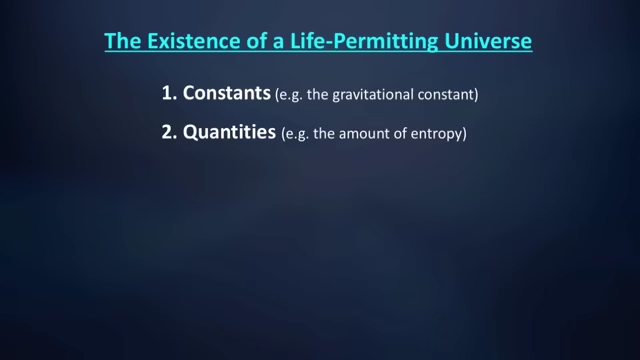 The Existence of a Life-Permitting Universe
1. Constants (e.g. the gravitational constant)
2. Quantities (e.g. the amount of entropy)